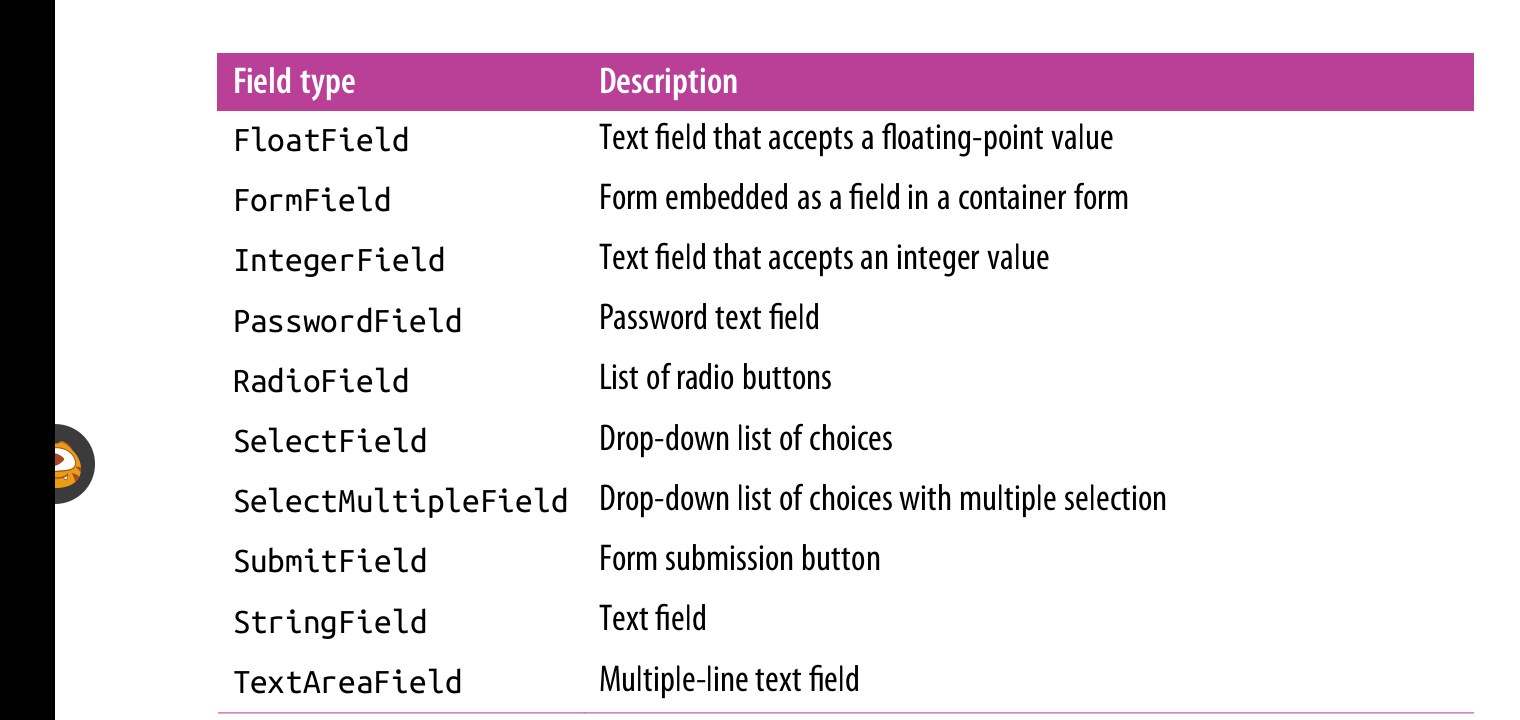 Field type Description
FloatField Text field that accepts a floating-point value
FormField Form embedded as a field in a container form
IntegerField Text field that accepts an integer value
PasswordField Password text field
RadioField List of radio buttons
SelectField Drop-down list of choices
SelectMultipleField Drop-down list of choices with multiple selection
SubmitField Form submission button
StringField Text field
TextAreaField Multiple-line text field